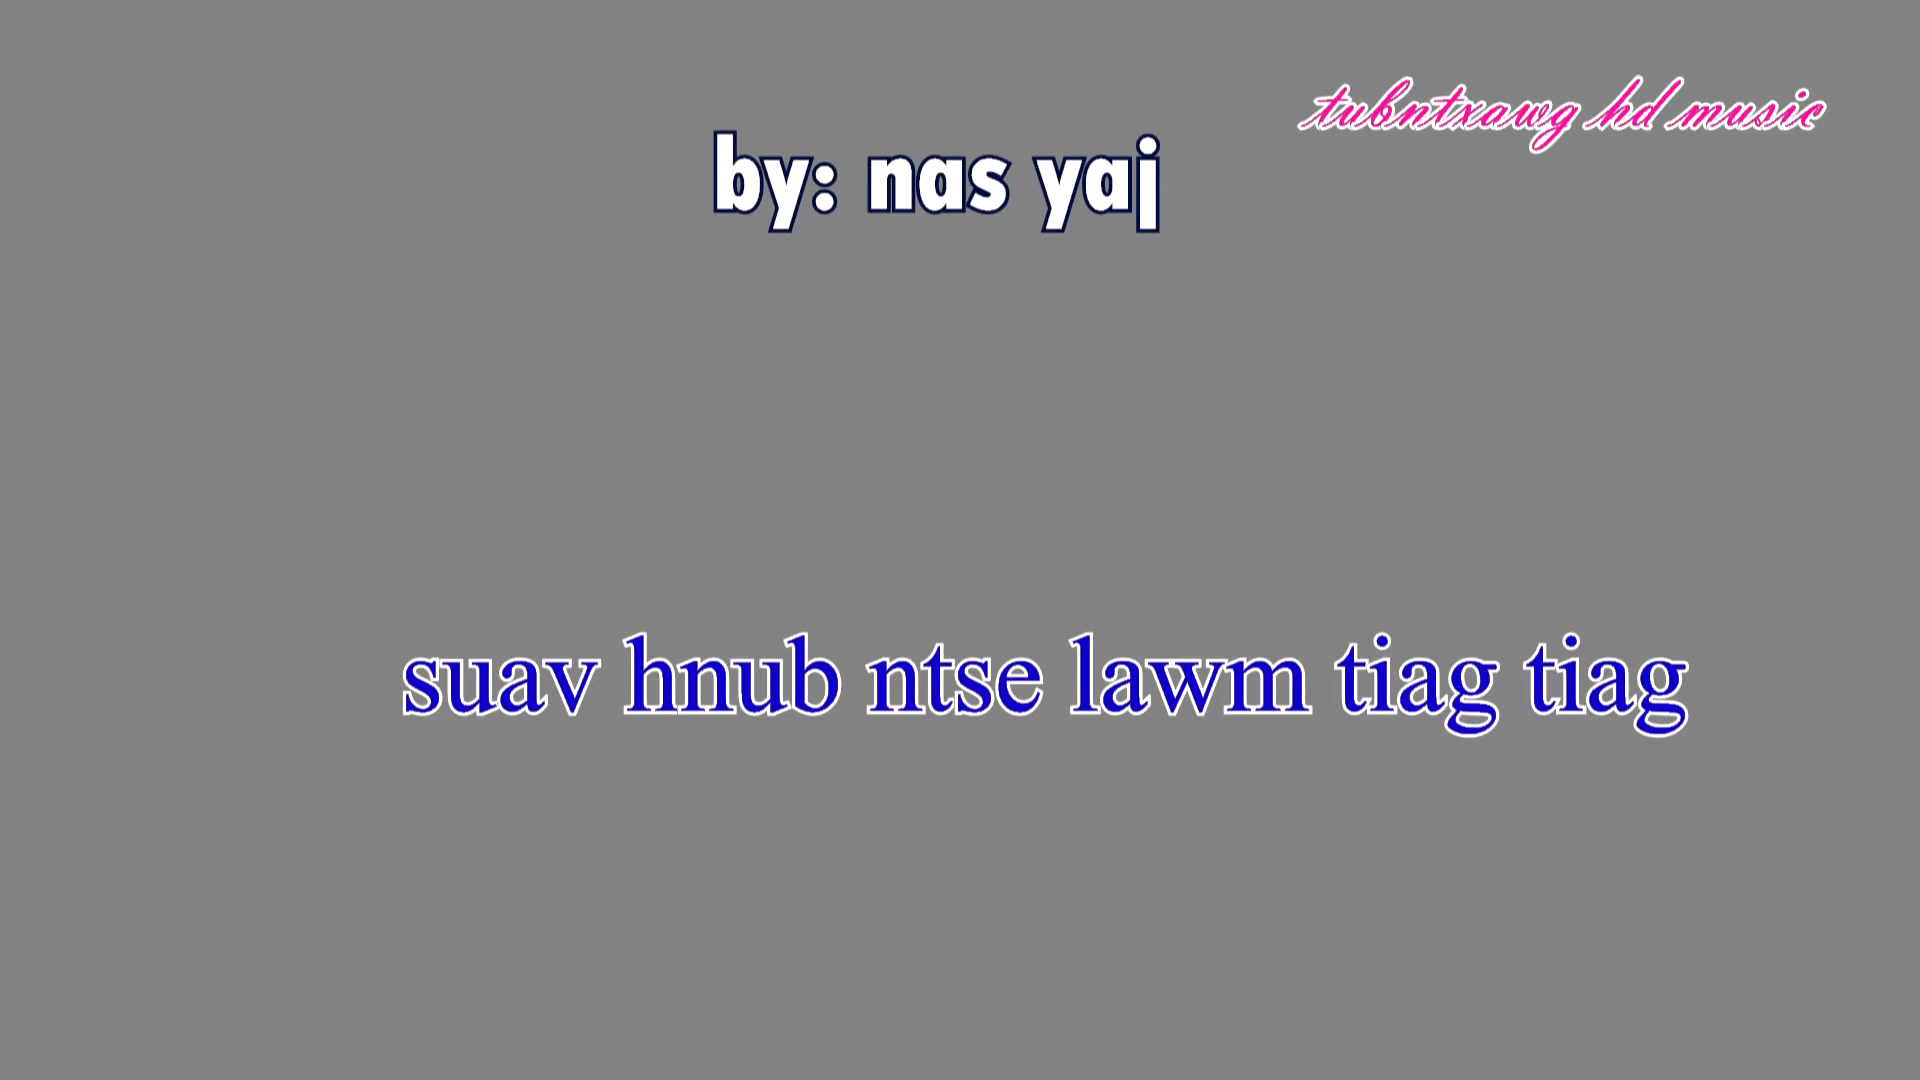 tubntxawg hd music
by: nas yaj
suav hnub ntse lawm tiag tiag